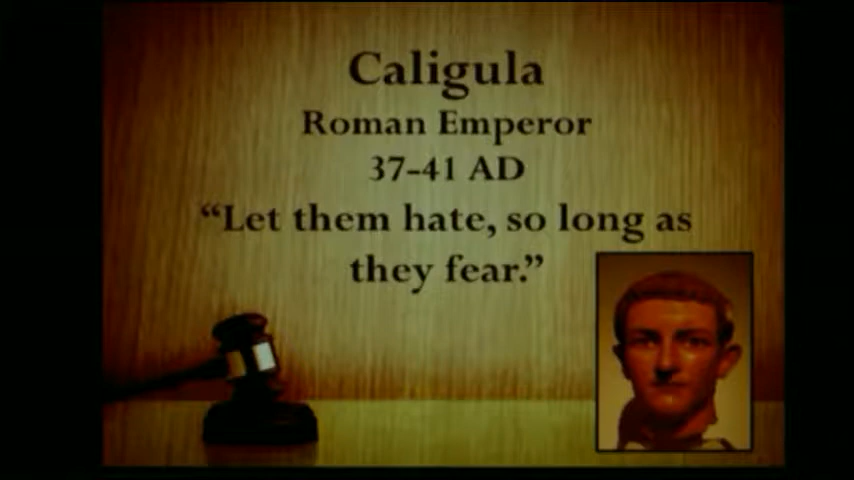 Caligula
Roman Emperor
37-41 AD
“Let them hate, so long as
they fear.”